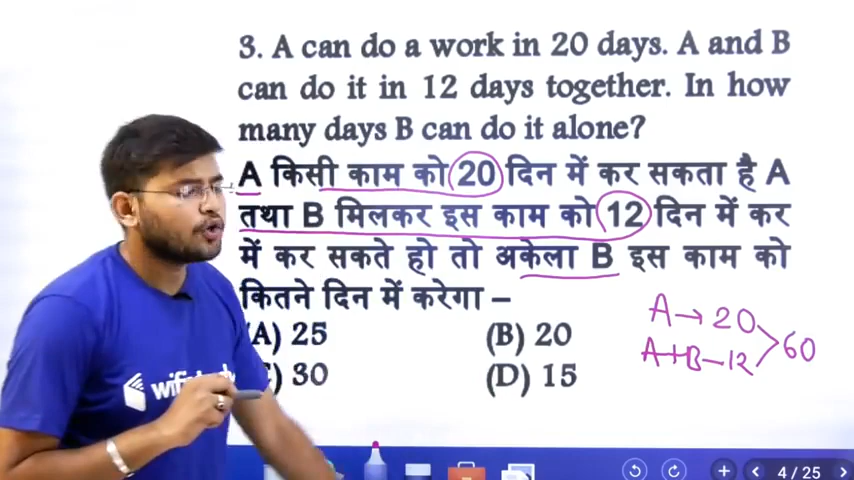 3. A can do a work in 20 days. A and B
can do it in 12 days together. In how
many days B can do it alone?
A किसी काम को 20 दिन में कर सकता है A
तथा B मिलकर इस काम को 12 दिन में कर
में कर सकते हो तो अकेला B इस काम को
कितने दिन में करेगा –
A) 25 (B) 20
) 30 (D) 15
A → 20
A+B – 12
60
4 / 25